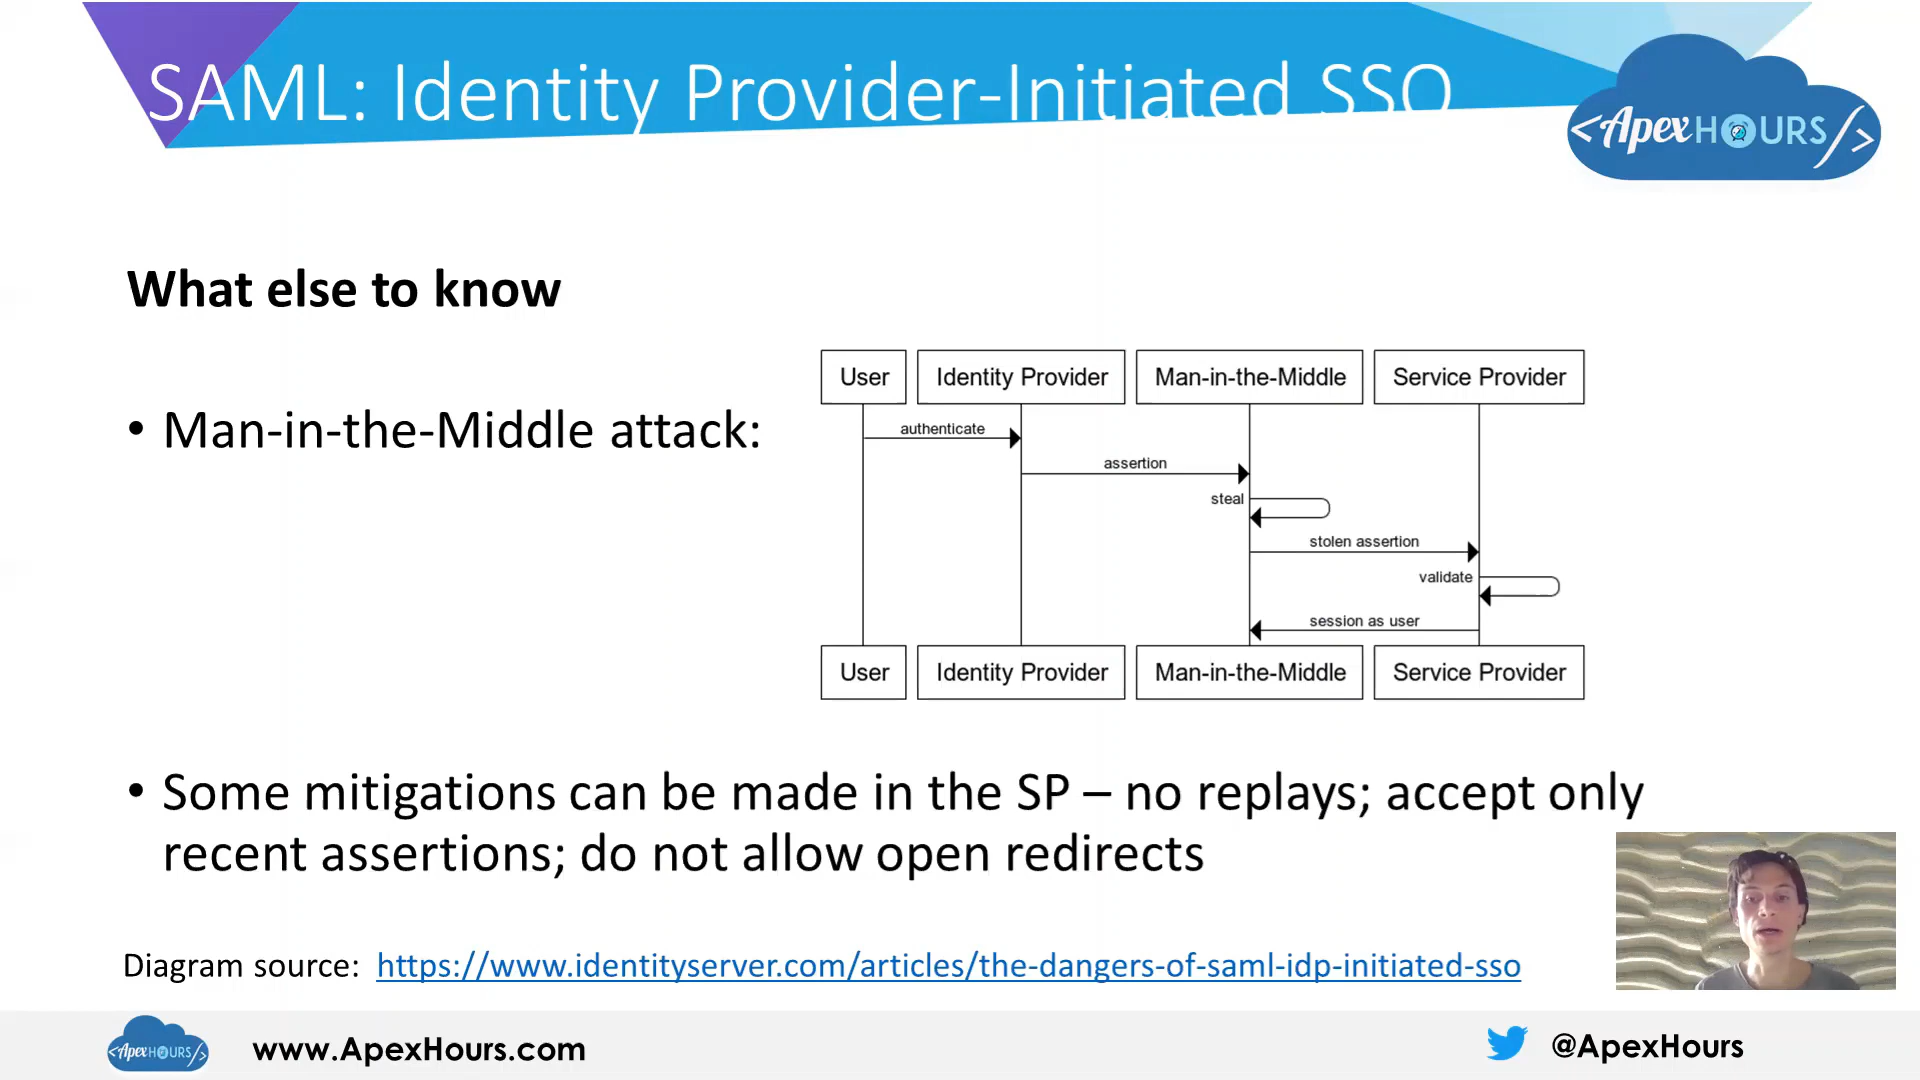 SAML: Identity Provider-Initiated SSO
<ApexHOURS/>
What else to know
• Man-in-the-Middle attack:
User
Identity Provider
Man-in-the-Middle
Service Provider
authenticate
assertion
steal
stolen assertion
validate
session as user
User
Identity Provider
Man-in-the-Middle
Service Provider
• Some mitigations can be made in the SP – no replays; accept only
recent assertions; do not allow open redirects
Diagram source: https://www.identityserver.com/articles/the-dangers-of-saml-idp-initiated-sso
<ApexHOURS/>
www.ApexHours.com
@ApexHours